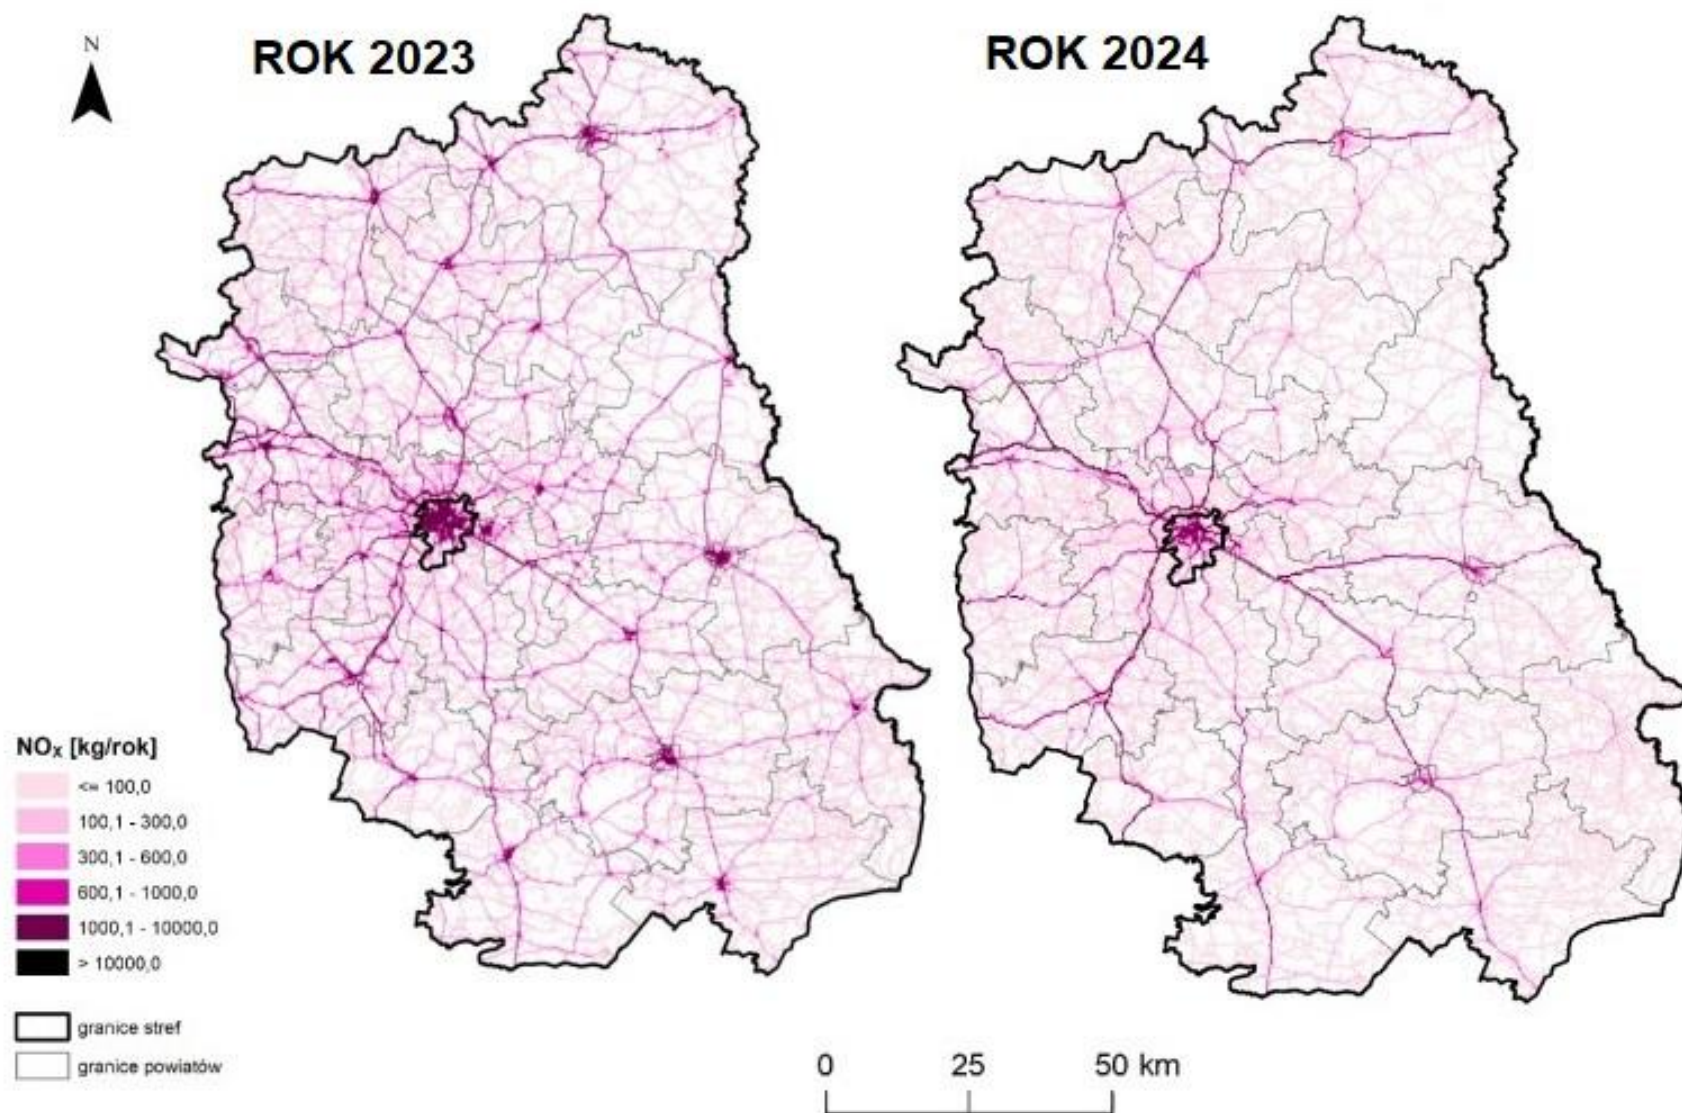 N
ROK 2023
ROK 2024
NOx [kg/rok]
<= 100,0
100,1 - 300,0
300,1 - 600,0
600,1 - 1000,0
1000,1 - 10000,0
> 10000,0
granice stref
granice powiatów
0 25 50 km